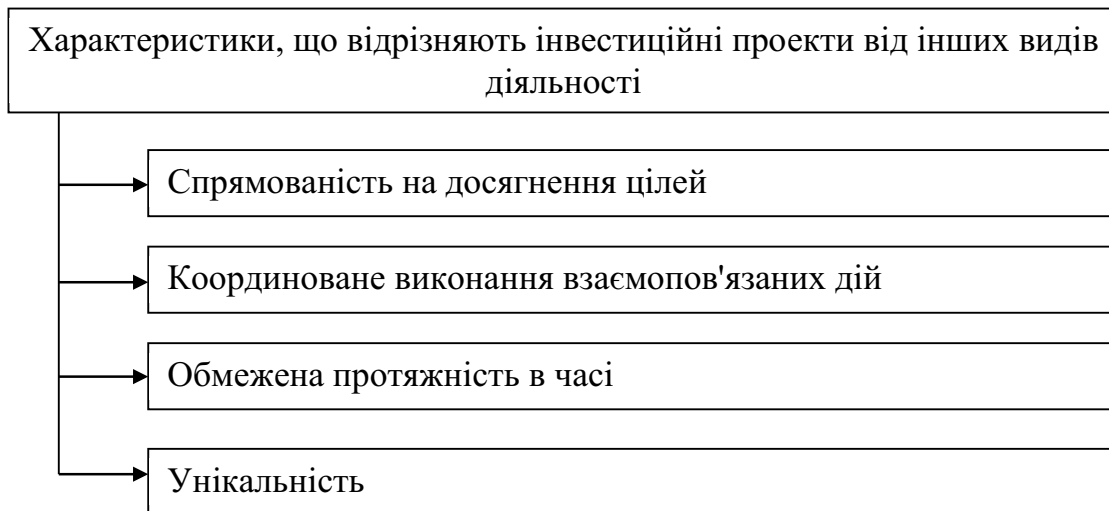 Характеристики, що відрізняють інвестиційні проекти від інших видів
діяльності
Спрямованість на досягнення цілей
Координоване виконання взаємопов'язаних дій
Обмежена протяжність в часі
Унікальність